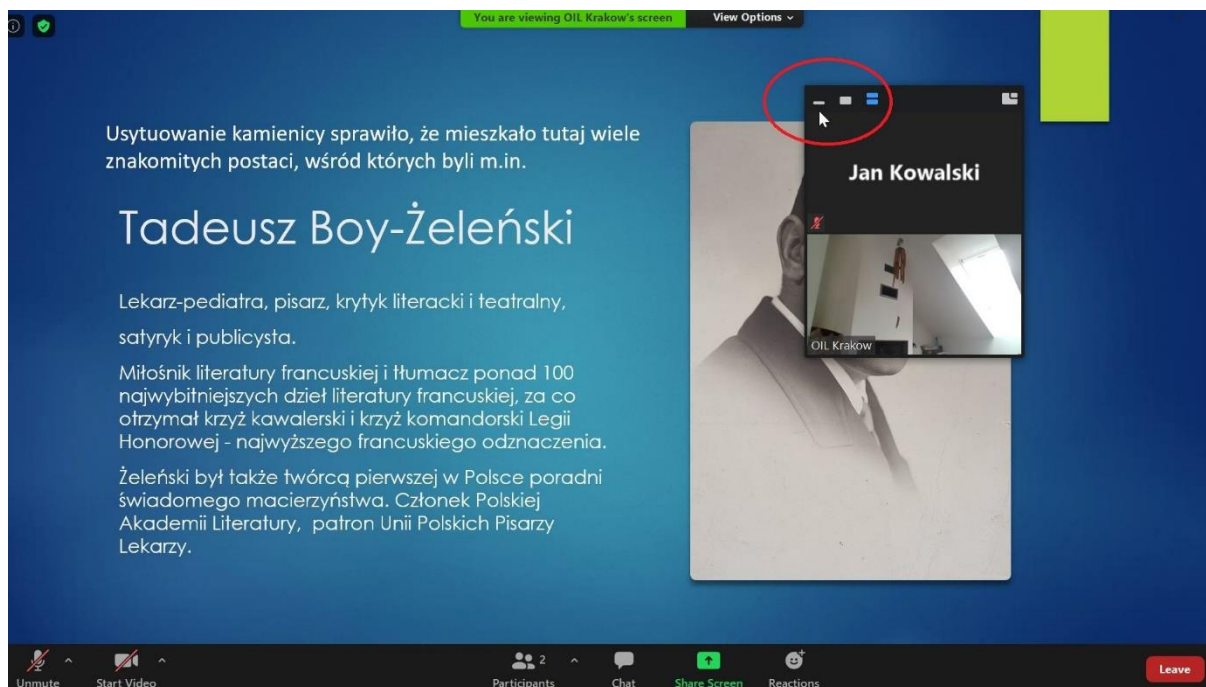 You are viewing OIL Krakow's screen
View Options
Usytuowanie kamienicy sprawiło, że mieszkało tutaj wiele
znakomitych postaci, wśród których byli m.in.
Tadeusz Boy-Żeleński
Lekarz-pediatra, pisarz, krytyk literacki i teatralny,
satyryk i publicysta.
Miłośnik literatury francuskiej i tłumacz ponad 100
najwybitniejszych dzieł literatury francuskiej, za co
otrzymał krzyż kawalerski i krzyż komandorski Legii
Honorowej - najwyższego francuskiego odznaczenia.
Żeleński był także twórcą pierwszej w Polsce poradni
świadomego macierzyństwa. Członek Polskiej
Akademii Literatury, patron Unii Polskich Pisarzy
Lekarzy.
Jan Kowalski
OIL Krakow
Unmute
Start Video
Participants
2
Chat
Share Screen
Reactions
Leave